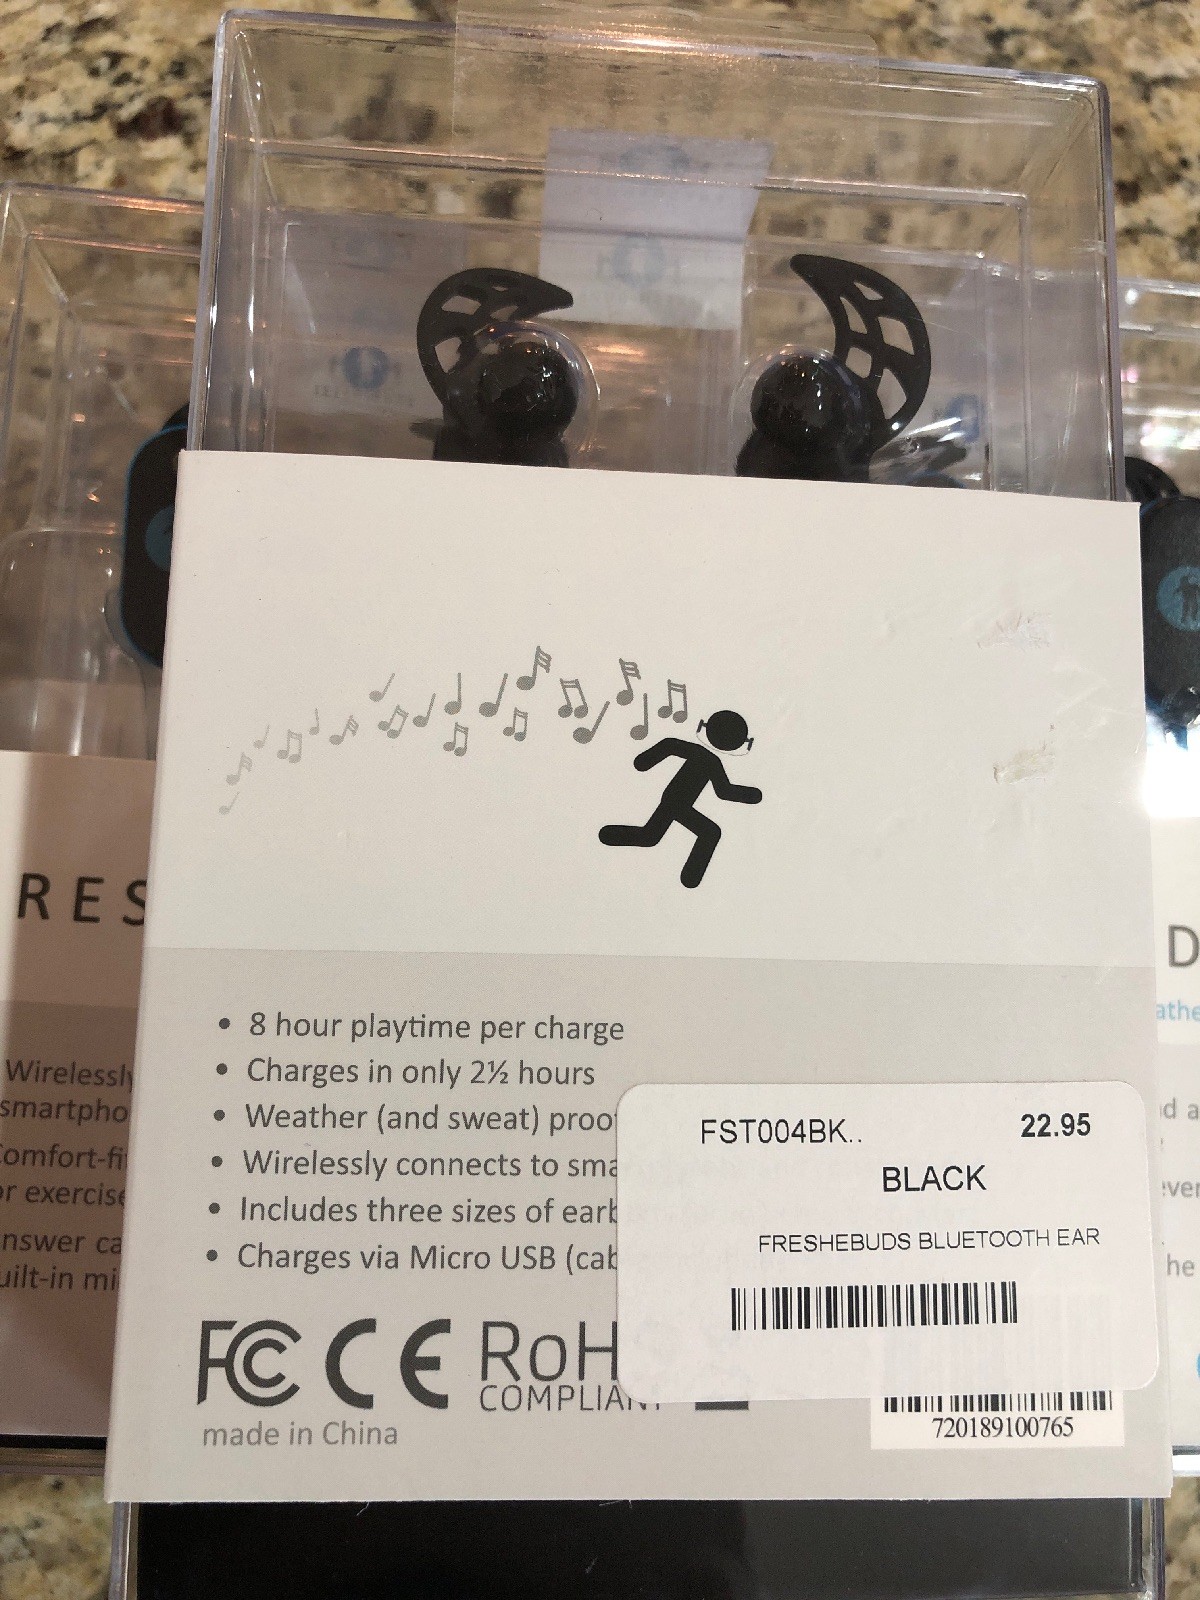 RES
Wirelessly
smartpho
omfort-fi
or exercise
nswer ca
uilt-in mi
• 8 hour playtime per charge
• Charges in only 2½ hours
• Weather (and sweat) proo
• Wirelessly connects to sma
• Includes three sizes of earb
• Charges via Micro USB (cab
FC CE RoH
COMPLIAN
made in China
FST004BK.. 22.95
BLACK
FRESHEBUDS BLUETOOTH EAR
720189100765
D
athe
d a
ever
he